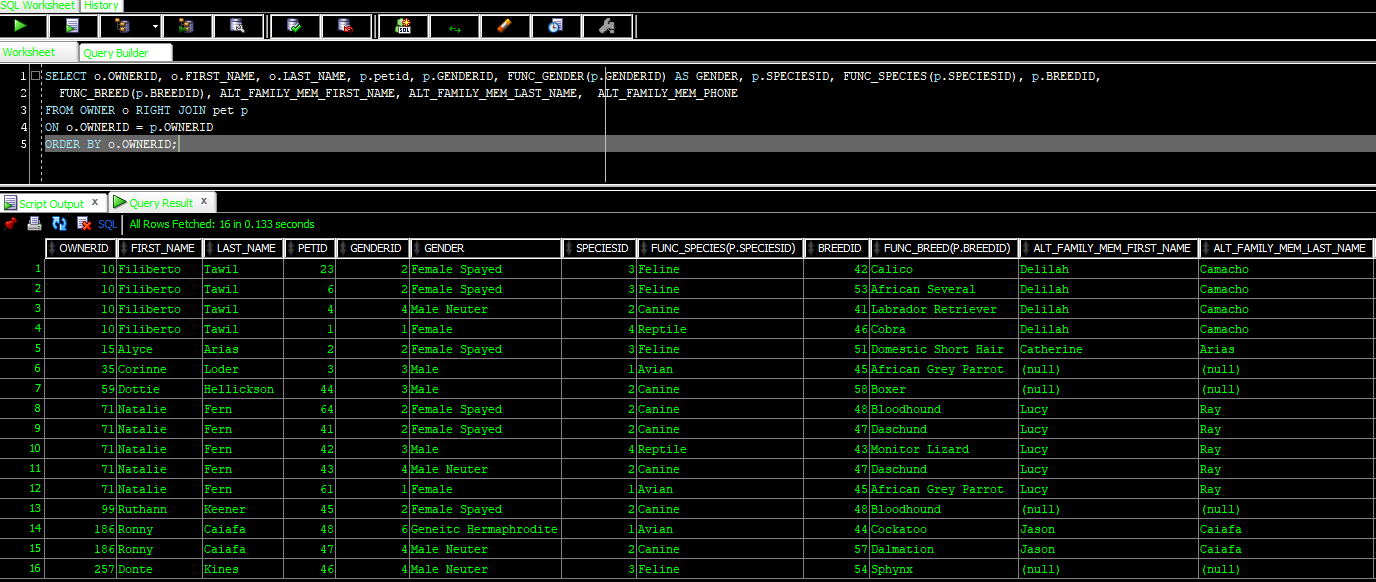 SQL Worksheet History
Worksheet Query Builder
1 SELECT o.OWNERID, o.FIRST_NAME, o.LAST_NAME, p.petid, p.GENDERID, FUNC_GENDER(p.GENDERID) AS GENDER, p.SPECIESID, FUNC_SPECIES(p.SPECIESID), p.BREEDID,
2 FUNC_BREED(p.BREEDID), ALT_FAMILY_MEM_FIRST_NAME, ALT_FAMILY_MEM_LAST_NAME, ALT_FAMILY_MEM_PHONE
3 FROM OWNER o RIGHT JOIN pet p
4 ON o.OWNERID = p.OWNERID
5 ORDER BY o.OWNERID;
Script Output x Query Result x
SQL All Rows Fetched: 16 in 0.133 seconds
OWNERID FIRST_NAME LAST_NAME PETID GENDERID GENDER SPECIESID FUNC_SPECIES(P.SPECIESID) BREEDID FUNC_BREED(P.BREEDID) ALT_FAMILY_MEM_FIRST_NAME ALT_FAMILY_MEM_LAST_NAME
1 10 Filiberto Tawil 23 2 Female Spayed 3 Feline 42 Calico Delilah Camacho
2 10 Filiberto Tawil 6 2 Female Spayed 3 Feline 53 African Several Delilah Camacho
3 10 Filiberto Tawil 4 4 Male Neuter 2 Canine 41 Labrador Retriever Delilah Camacho
4 10 Filiberto Tawil 1 1 Female 4 Reptile 46 Cobra Delilah Camacho
5 15 Alyce Arias 2 2 Female Spayed 3 Feline 51 Domestic Short Hair Catherine Arias
6 35 Corinne Loder 3 3 Male 1 Avian 45 African Grey Parrot (null) (null)
7 59 Dottie Hellickson 44 3 Male 2 Canine 58 Boxer (null) (null)
8 71 Natalie Fern 64 2 Female Spayed 2 Canine 48 Bloodhound Lucy Ray
9 71 Natalie Fern 41 2 Female Spayed 2 Canine 47 Daschund Lucy Ray
10 71 Natalie Fern 42 3 Male 4 Reptile 43 Monitor Lizard Lucy Ray
11 71 Natalie Fern 43 4 Male Neuter 2 Canine 47 Daschund Lucy Ray
12 71 Natalie Fern 61 1 Female 1 Avian 45 African Grey Parrot Lucy Ray
13 99 Ruthann Keener 45 2 Female Spayed 2 Canine 48 Bloodhound (null) (null)
14 186 Ronny Caiafa 48 6 Geneitc Hermaphrodite 1 Avian 44 Cockatoo Jason Caiafa
15 186 Ronny Caiafa 47 4 Male Neuter 2 Canine 57 Dalmation Jason Caiafa
16 257 Donte Kines 46 4 Male Neuter 3 Feline 54 Sphynx (null) (null)